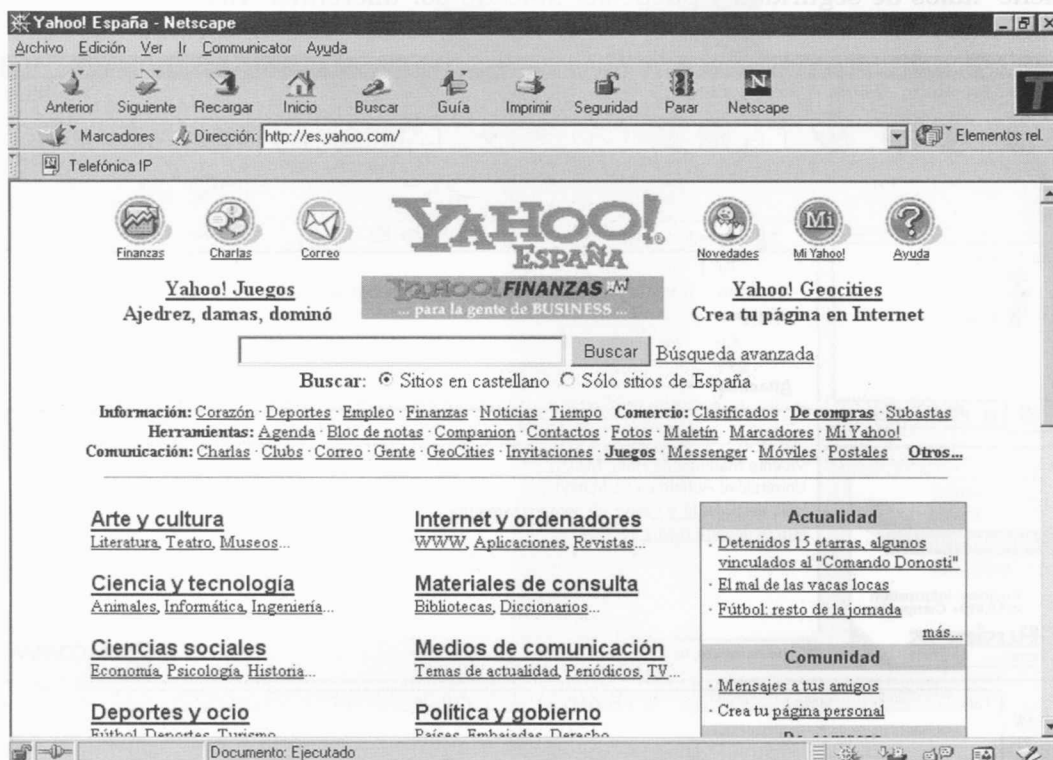 Yahoo! España - Netscape
Archivo Edición Ver Ir Communicator Ayuda
Anterior Siguiente Recargar Inicio Buscar Guía Imprimir Seguridad Parar Netscape
Marcadores Dirección: http://es.yahoo.com/ Elementos rel.
Telefónica IP
Finanzas Charlas Correo YAHOO! ESPAÑA Novedades Mi Yahoo! Ayuda
Yahoo! Juegos YAHOO! FINANZAS Yahoo! Geocities
Ajedrez, damas, dominó ... para la gente de BUSINESS ... Crea tu página en Internet
Buscar Búsqueda avanzada
Buscar: Sitios en castellano Sólo sitios de España
Información: Corazón · Deportes · Empleo · Finanzas · Noticias · Tiempo Comercio: Clasificados · De compras · Subastas
Herramientas: Agenda · Bloc de notas · Companion · Contactos · Fotos · Maletín · Marcadores · Mi Yahoo!
Comunicación: Charlas · Clubs · Correo · Gente · GeoCities · Invitaciones · Juegos · Messenger · Móviles · Postales Otros...
Arte y cultura
Literatura, Teatro, Museos...
Ciencia y tecnología
Animales, Informática, Ingeniería...
Ciencias sociales
Economía, Psicología, Historia...
Deportes y ocio
Fútbol, Deportes, Turismo
Internet y ordenadores
WWW, Aplicaciones, Revistas...
Materiales de consulta
Bibliotecas, Diccionarios...
Medios de comunicación
Temas de actualidad, Periódicos, TV...
Política y gobierno
Países, Embajadas, Derecho
Actualidad
· Detenidos 15 etarras, algunos
vinculados al "Comando Donosti"
· El mal de las vacas locas
· Fútbol: resto de la jornada
más...
Comunidad
· Mensajes a tus amigos
· Crea tu página personal
De compras
Documento: Ejecutado